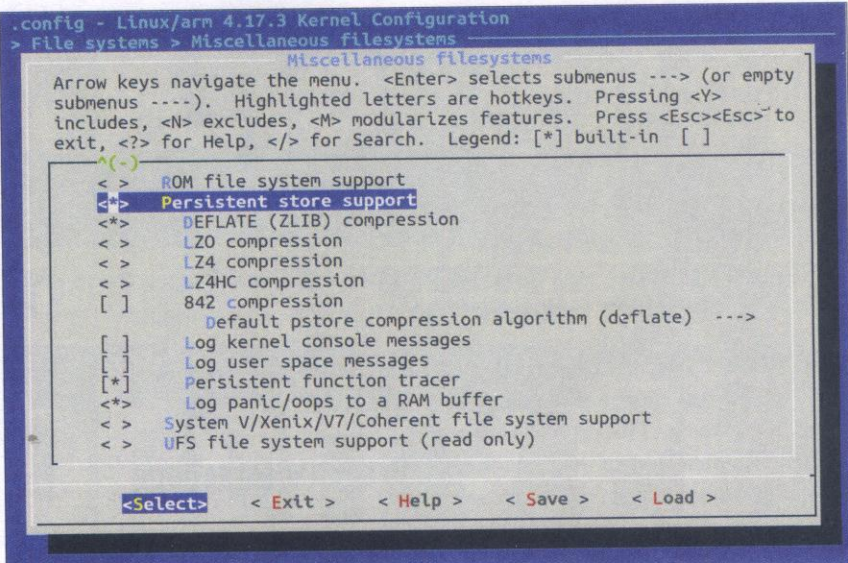 .config - Linux/arm 4.17.3 Kernel Configuration
> File systems > Miscellaneous filesystems
Miscellaneous filesystems
Arrow keys navigate the menu. <Enter> selects submenus ---> (or empty
submenus ----). Highlighted letters are hotkeys. Pressing <Y>
includes, <N> excludes, <M> modularizes features. Press <Esc><Esc> to
exit, <?> for Help, </> for Search. Legend: [*] built-in [ ]
^(-)
< > ROM file system support
<*> Persistent store support
<*> DEFLATE (ZLIB) compression
< > LZO compression
< > LZ4 compression
< > LZ4HC compression
[ ] 842 compression
Default pstore compression algorithm (deflate) --->
[ ] Log kernel console messages
[ ] Log user space messages
[*] Persistent function tracer
<*> Log panic/oops to a RAM buffer
< > System V/Xenix/V7/Coherent file system support
< > UFS file system support (read only)
<Select> < Exit > < Help > < Save > < Load >